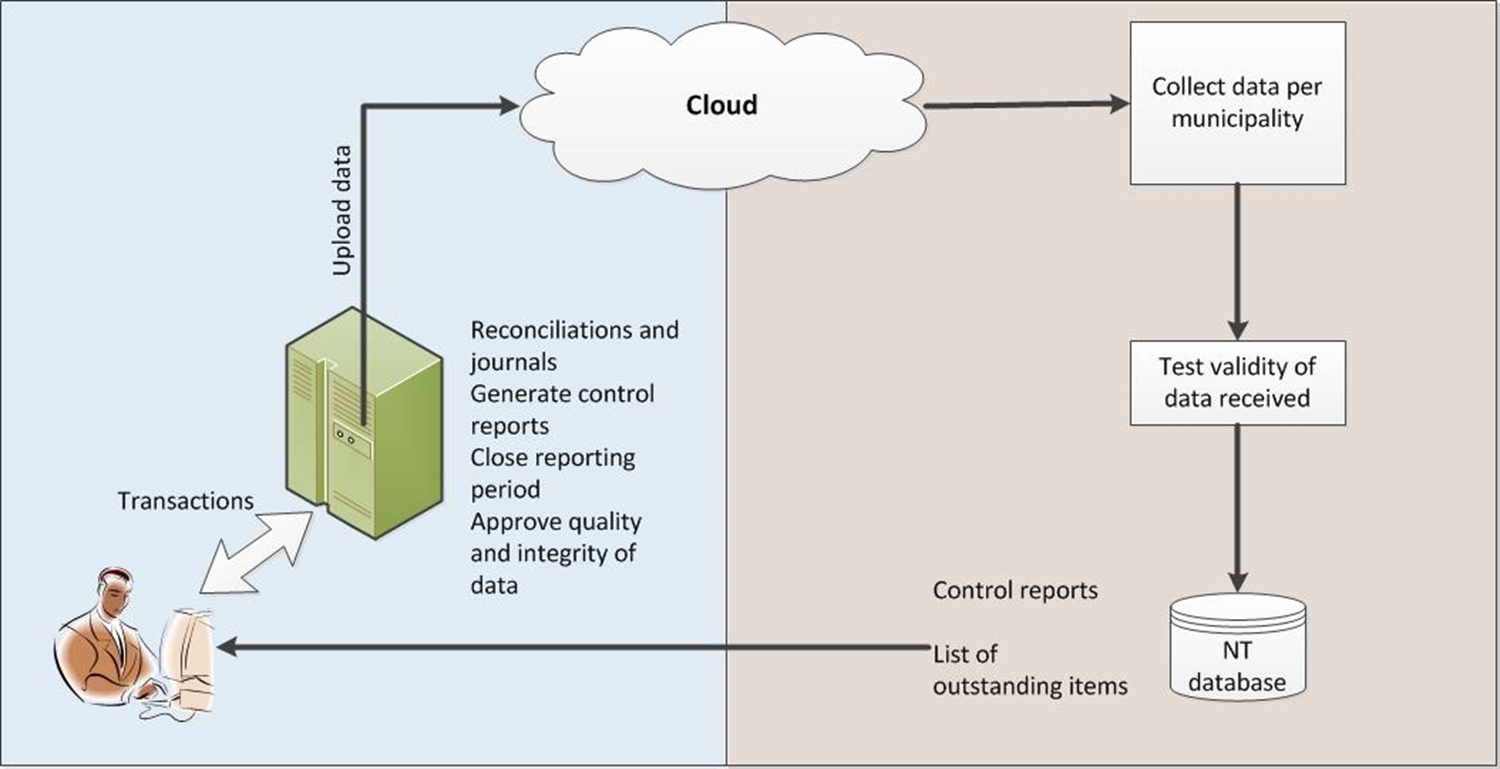 Cloud
Collect data per
municipality
Upload data
Reconciliations and
journals
Generate control
reports
Close reporting
period
Approve quality
and integrity of
data
Test validity of
data received
Transactions
Control reports
List of
outstanding items
NT
database